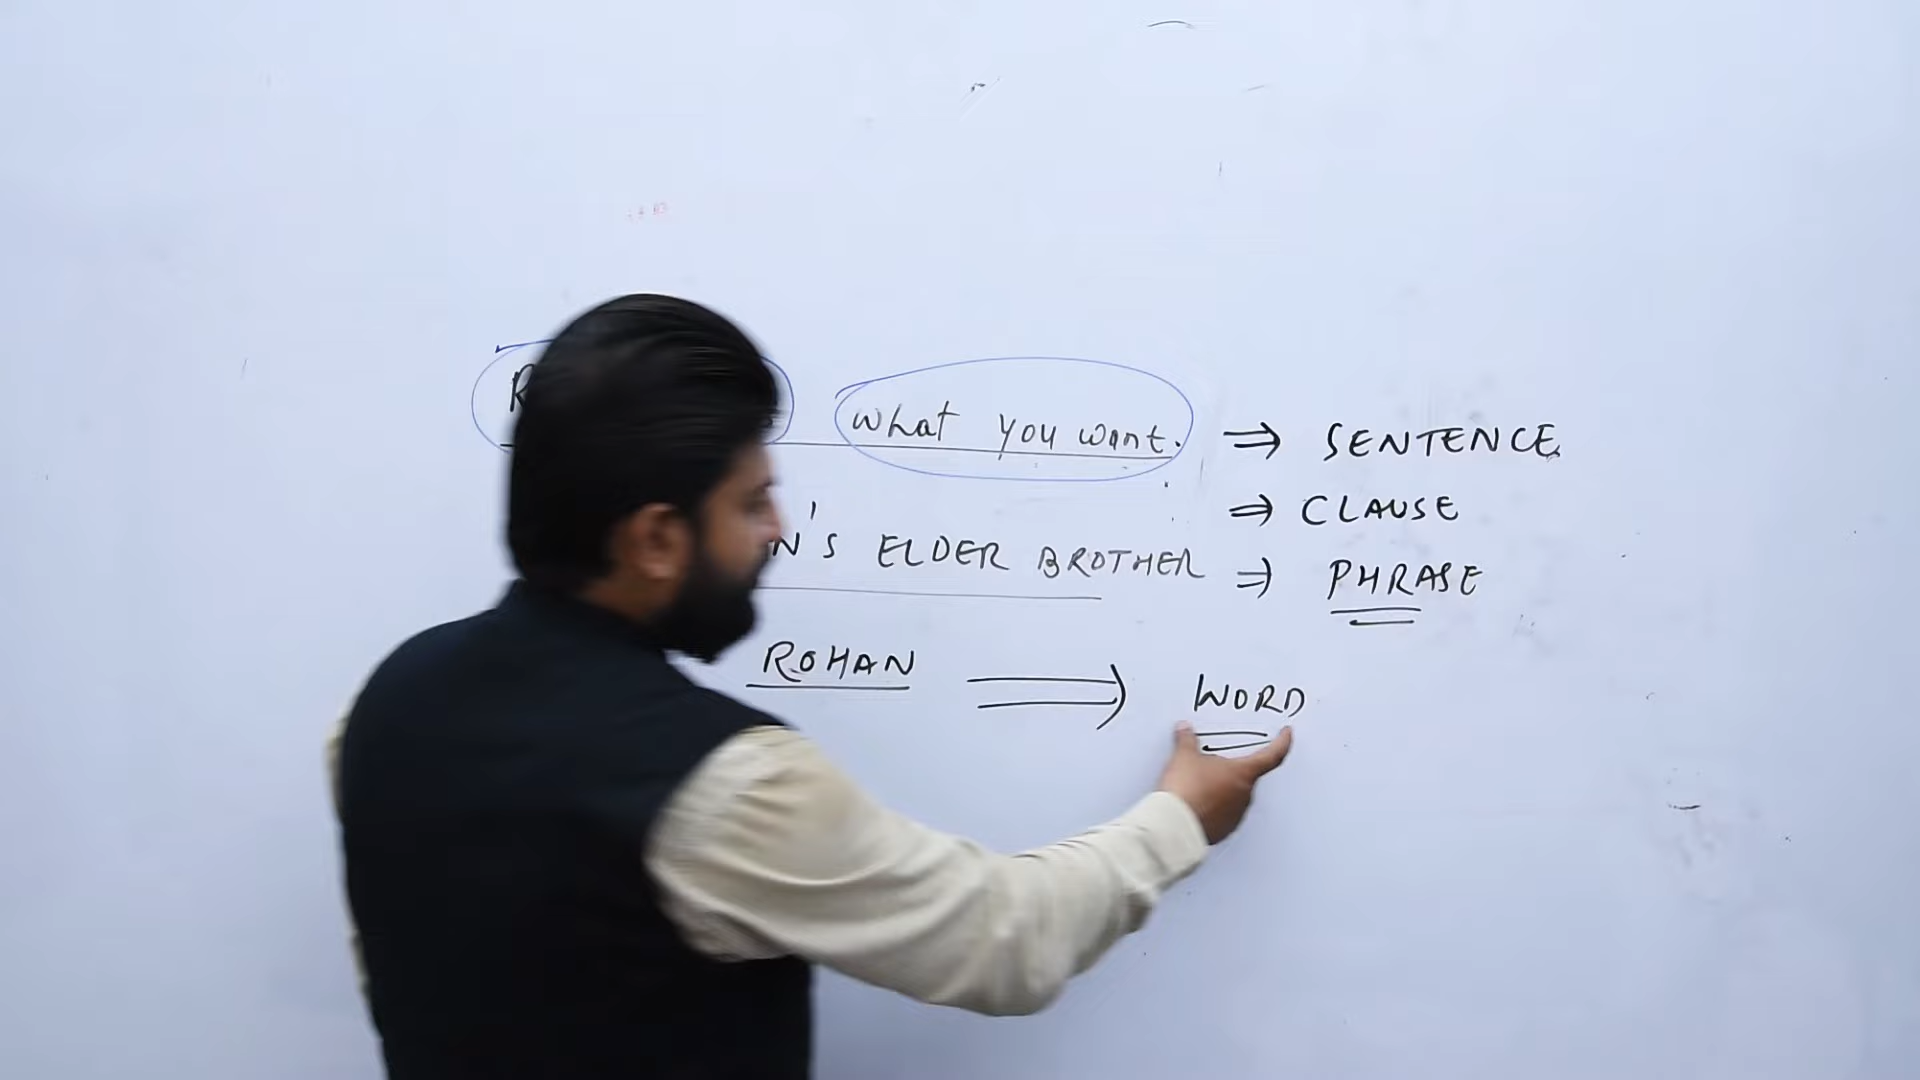 what you want. ⇒ SENTENCE
⇒ CLAUSE
N'S ELDER BROTHER ⇒ PHRASE
ROHAN ⇒ WORD